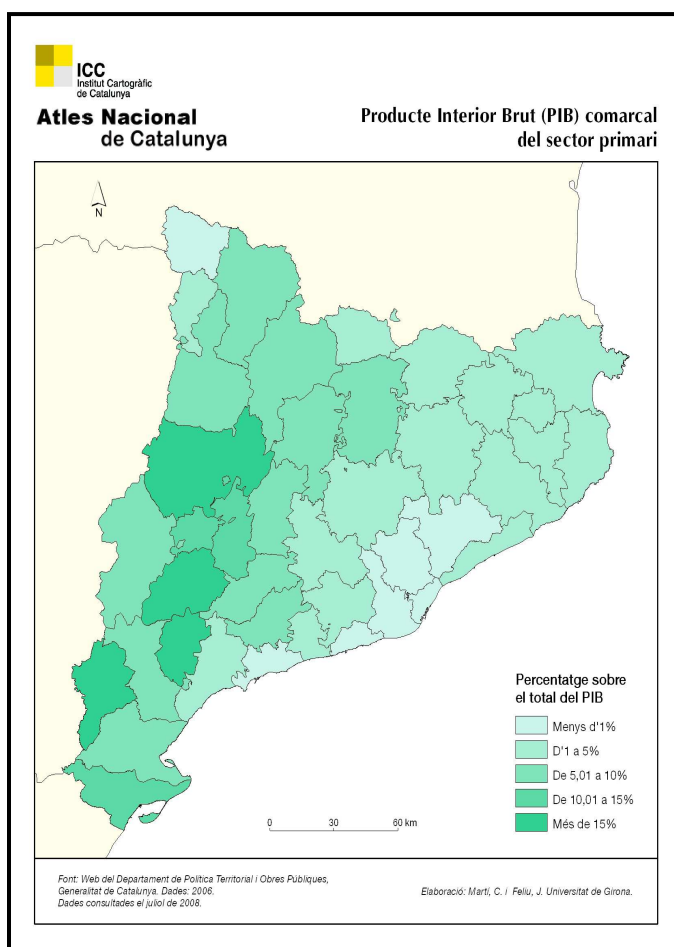 ICC
Institut Cartogràfic
de Catalunya
Atles Nacional
de Catalunya
Producte Interior Brut (PIB) comarcal
del sector primari
N
Percentatge sobre
el total del PIB
Menys d'1%
D'1 a 5%
De 5,01 a 10%
De 10,01 a 15%
Més de 15%
0 30 60 km
Font: Web del Departament de Política Territorial i Obres Públiques,
Generalitat de Catalunya. Dades: 2006.
Dades consultades el juliol de 2008.
Elaboració: Martí, C. i Feliu, J. Universitat de Girona.